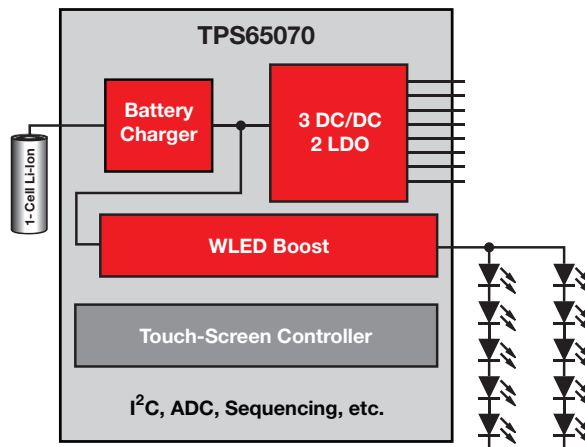 TPS65070
Battery
Charger
3 DC/DC
2 LDO
1- Cell Li-Ion
WLED Boost
Touch-Screen Controller
I²C, ADC, Sequencing, etc.